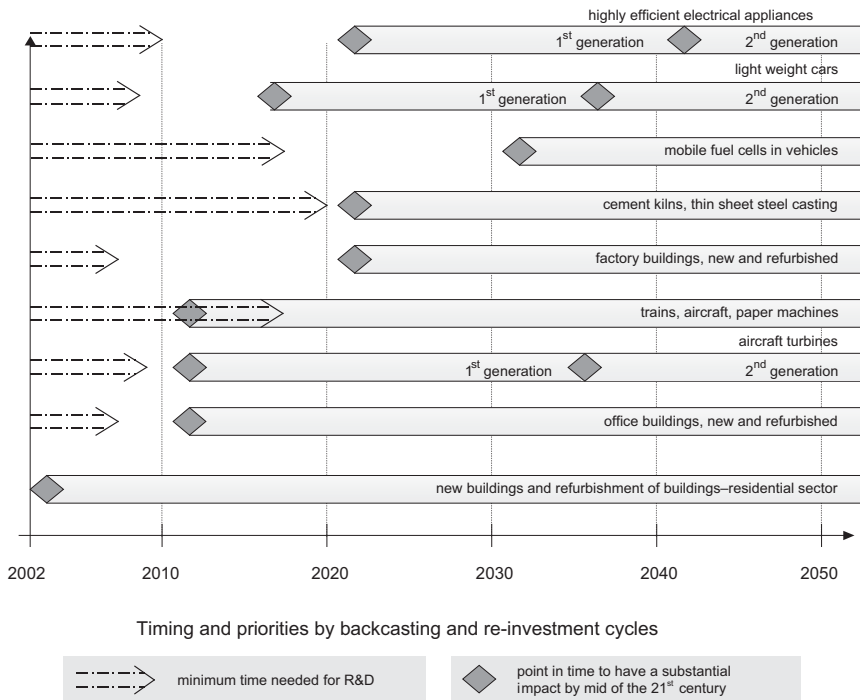 highly efficient electrical appliances
1st generation 2nd generation
light weight cars
1st generation 2nd generation
mobile fuel cells in vehicles
cement kilns, thin sheet steel casting
factory buildings, new and refurbished
trains, aircraft, paper machines
aircraft turbines
1st generation 2nd generation
office buildings, new and refurbished
new buildings and refurbishment of buildings–residential sector
2002 2010 2020 2030 2040 2050
Timing and priorities by backcasting and re-investment cycles
minimum time needed for R&D
point in time to have a substantial
impact by mid of the 21st century